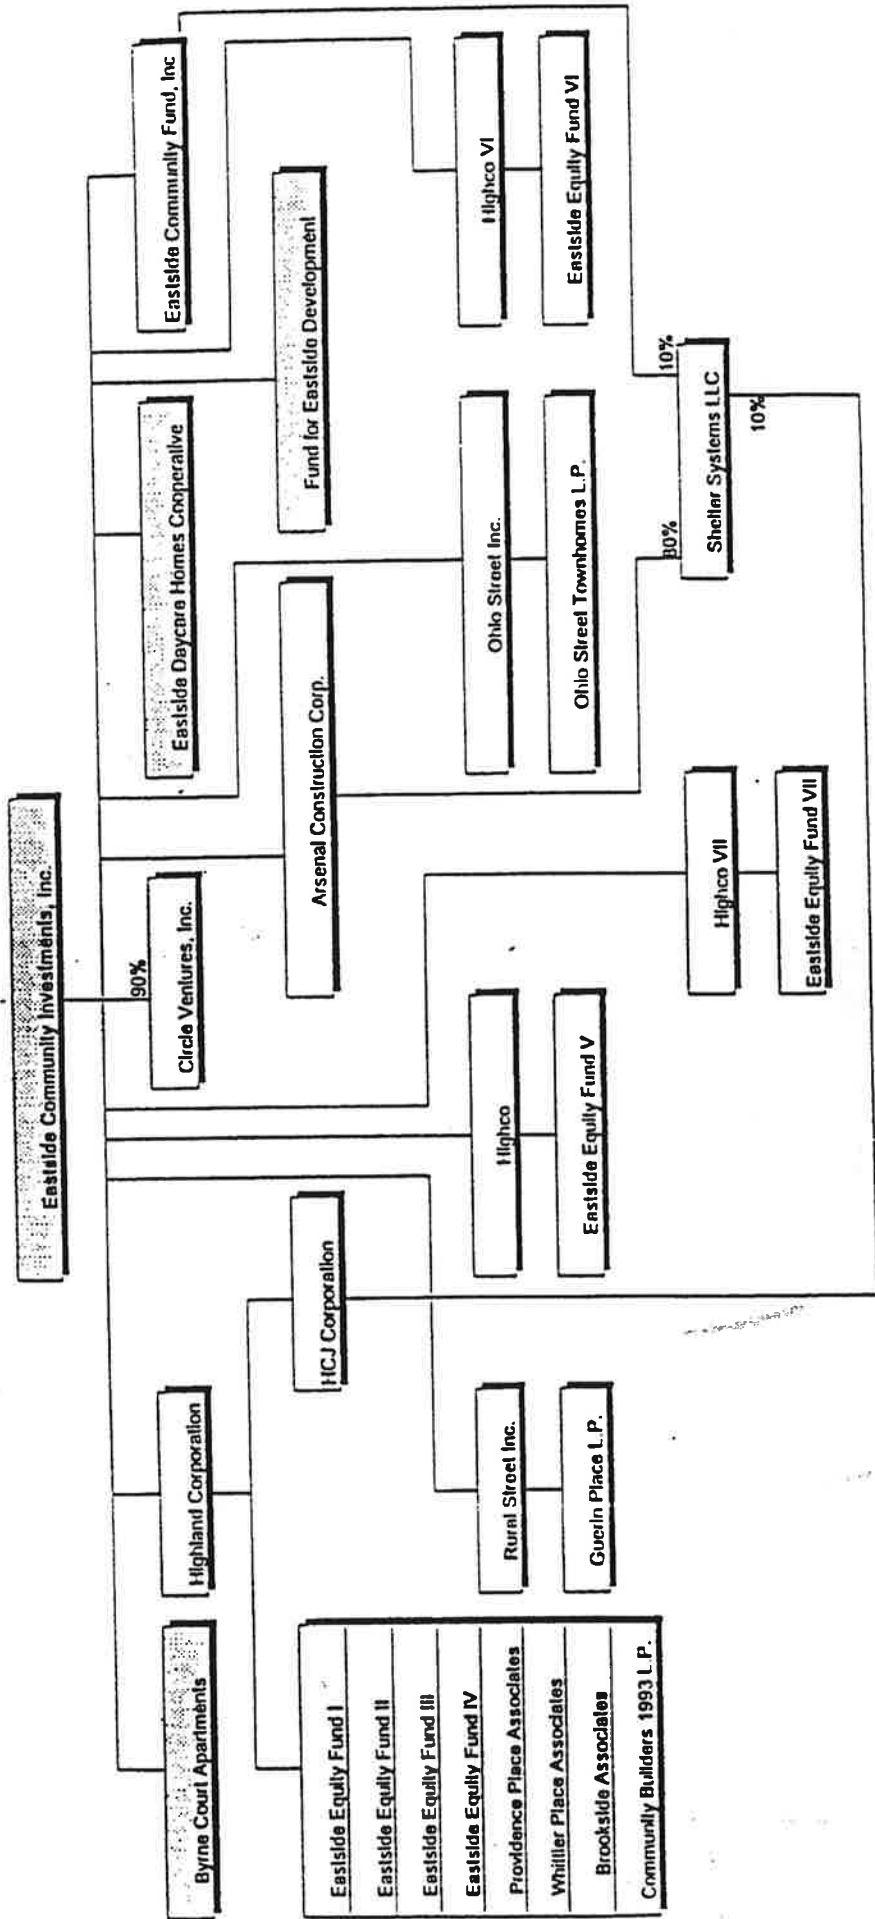 Eastside Community Investments, Inc.
90%
Byrne Court Apartments
Highland Corporation
Circle Ventures, Inc.
Eastside Daycare Homes Cooperative
Eastside Community Fund, Inc
HCJ Corporation
Arsenal Construction Corp.
Fund for Eastside Development
Eastside Equity Fund I
Eastside Equity Fund II
Eastside Equity Fund III
Eastside Equity Fund IV
Providence Place Associates
Whittier Place Associates
Brookside Associates
Community Builders 1993 L.P.
Rural Street Inc.
Guerin Place L.P.
Highco
Eastside Equity Fund V
Ohio Street Inc.
Ohio Street Townhomes L.P.
Highco VI
Eastside Equity Fund VI
Highco VII
Eastside Equity Fund VII
80%
10%
Shelter Systems LLC
10%